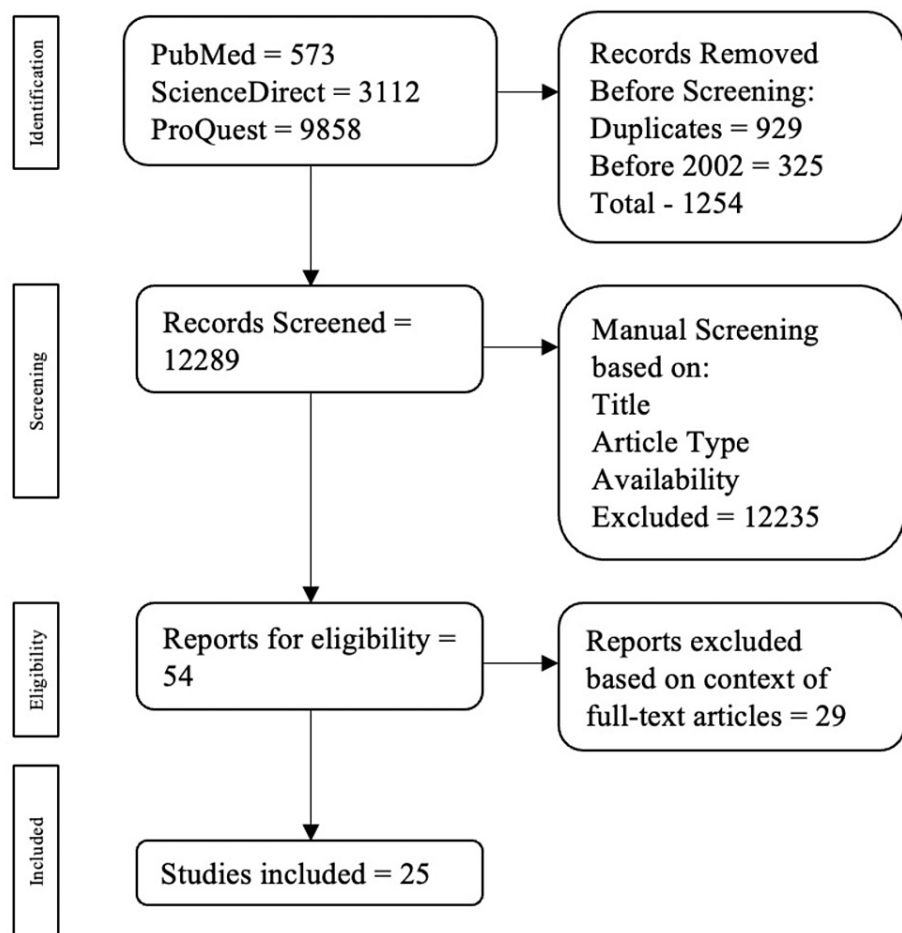 Identification
PubMed = 573
ScienceDirect = 3112
ProQuest = 9858
Records Removed
Before Screening:
Duplicates = 929
Before 2002 = 325
Total - 1254
Screening
Records Screened =
12289
Manual Screening
based on:
Title
Article Type
Availability
Excluded = 12235
Eligibility
Reports for eligibility =
54
Reports excluded
based on context of
full-text articles = 29
Included
Studies included = 25